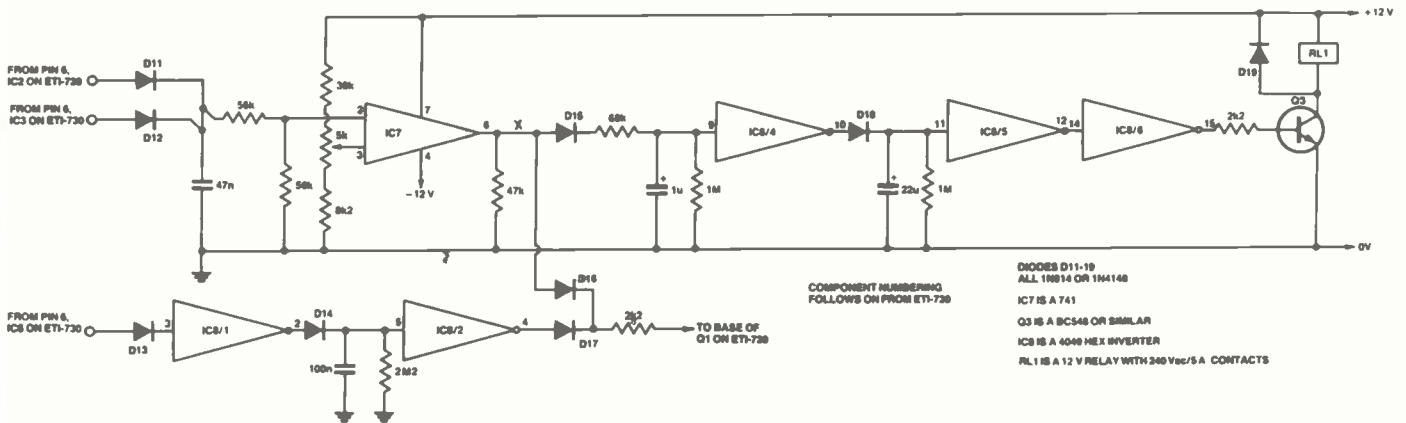 + 12 V
D11
FROM PIN 6,
IC2 ON ETI-730
FROM PIN 6,
IC3 ON ETI-730
D12
56k
47n
56k
5k
8k2
2
3
IC7
7
4
6
- 12 V
X
47k
D15
68k
1u
+
1M
9
IC8/4
10
D18
22u
+
1M
11
IC8/5
12
14
IC8/6
15
2k2
Q3
D19
RL1
0V
FROM PIN 6,
ON ETI-730
D13
3
IC8/1
2
D14
100n
2M2
5
IC8/2
4
D16
D17
2k2
TO BASE OF
Q1 ON ETI-730
COMPONENT NUMBERING
FOLLOWS ON FROM ETI-730
DIODES D11-19
ALL 1N914 OR 1N4148
IC7 IS A 741
Q3 IS A BC548 OR SIMILAR
IC8 IS A 4049 HEX INVERTER
RL1 IS A 12 V RELAY WITH 240 Vac/5 A CONTACTS